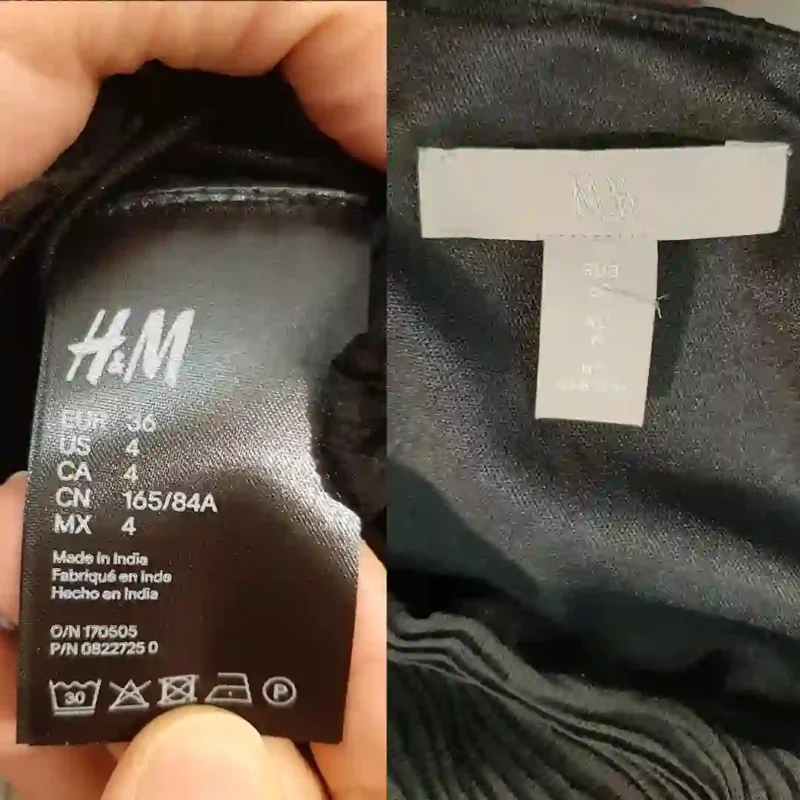 H&M
EUR 36
US 4
CA 4
CN 165/84A
MX 4
Made in India
Fabriqué en Inde
Hecho en India
O/N 170505
P/N 0822725 0
30
P